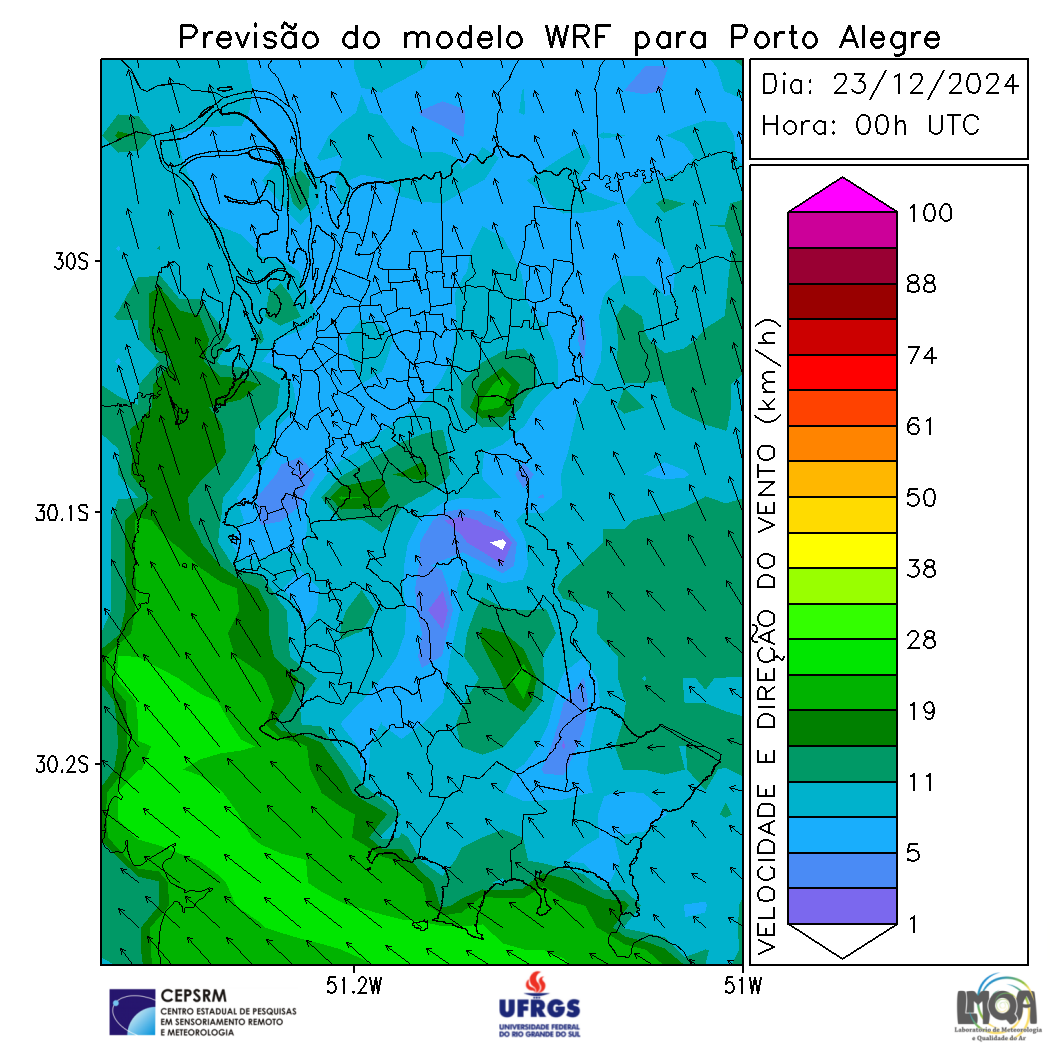 Previsão do modelo WRF para Porto Alegre
Dia: 23/12/2024
Hora: 00h UTC
30S
30.1S
30.2S
51.2W
51W
VELOCIDADE E DIREÇÃO DO VENTO (km/h)
100
88
74
61
50
38
28
19
11
5
1
CEPSRM
CENTRO ESTADUAL DE PESQUISAS
EM SENSORIAMENTO REMOTO
E METEOROLOGIA
UFRGS
UNIVERSIDADE FEDERAL
DO RIO GRANDE DO SUL
LMQA
Laboratório de Meteorologia
e Qualidade do Ar